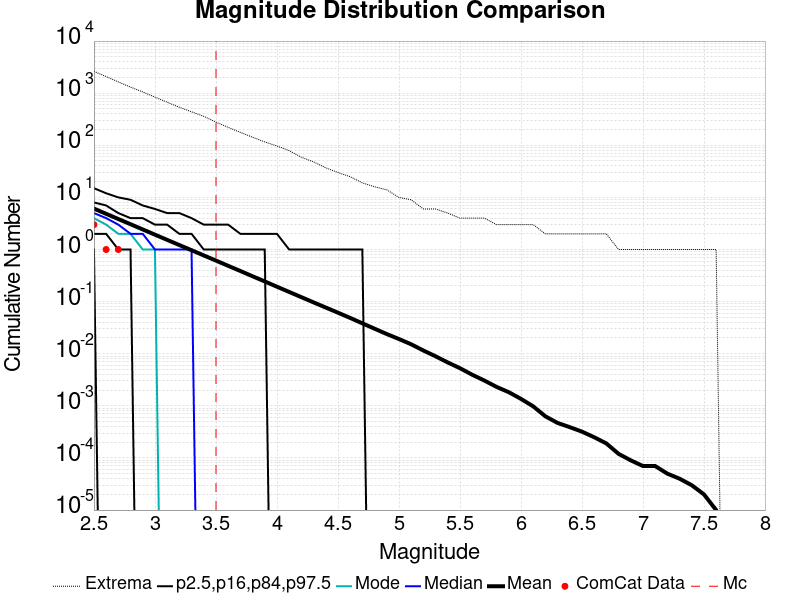 Magnitude Distribution Comparison
10 4
10 3
10 2
10 1
10 0
10 -1
10 -2
10 -3
10 -4
10 -5
Cumulative Number
2.5 3 3.5 4 4.5 5 5.5 6 6.5 7 7.5 8
Magnitude
Extrema p2.5,p16,p84,p97.5 Mode Median Mean ComCat Data Mc